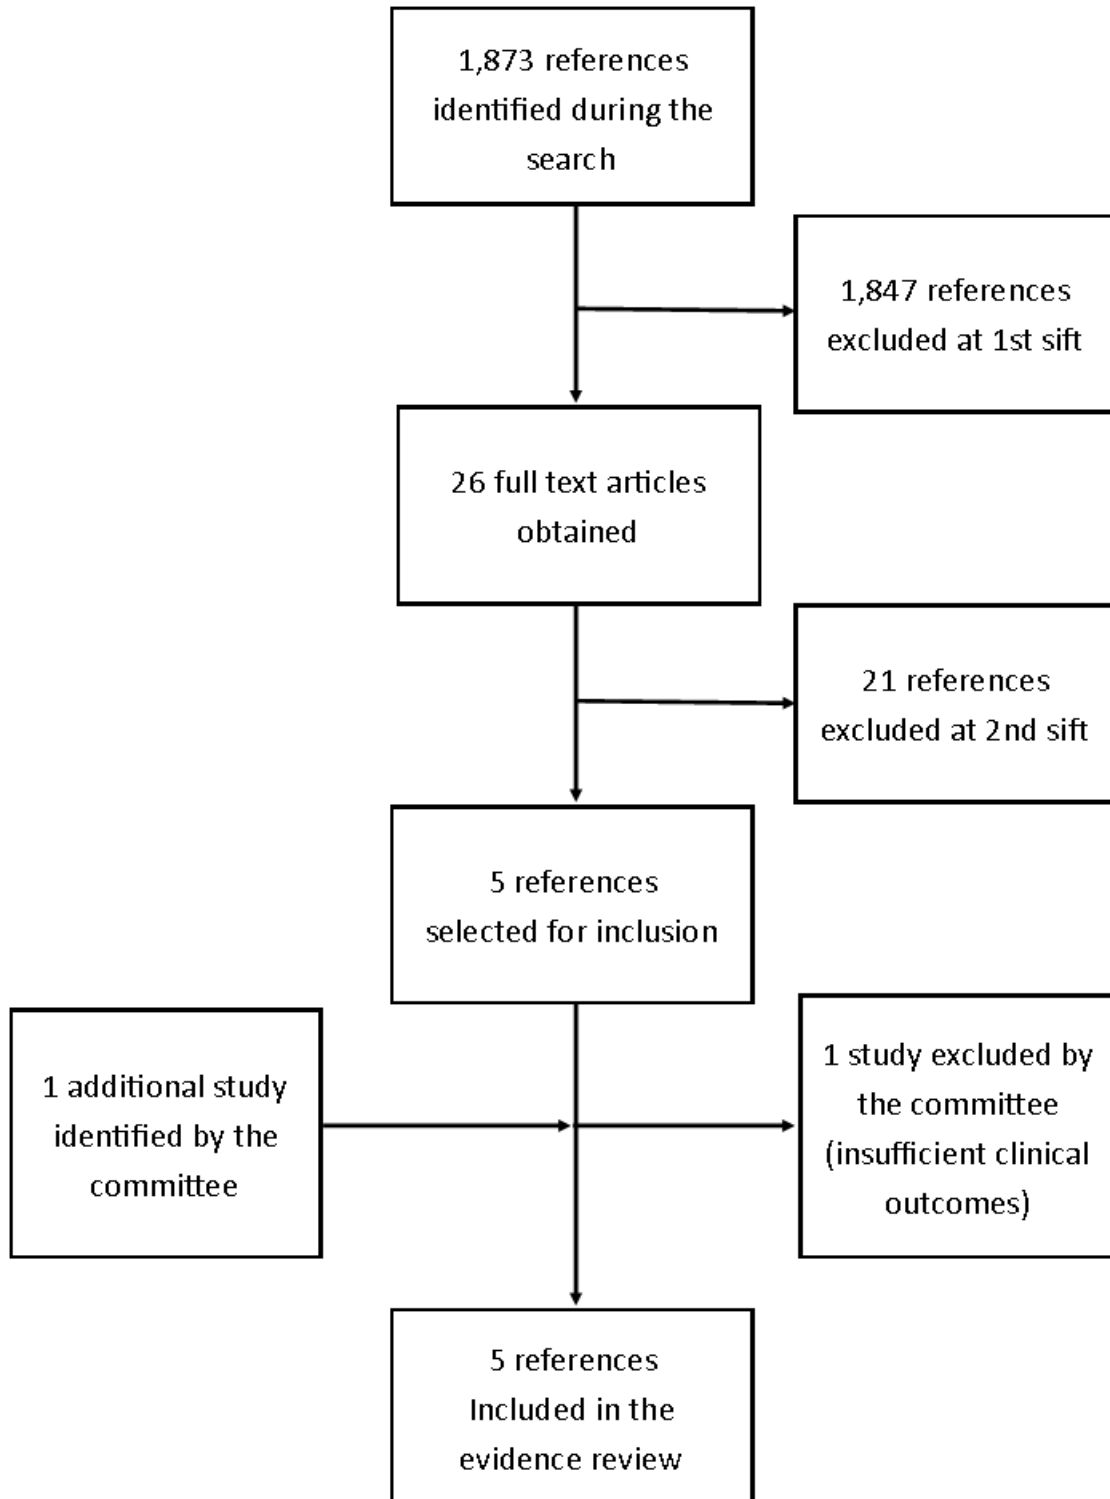 1,873 references
identified during the
search
1,847 references
excluded at 1st sift
26 full text articles
obtained
21 references
excluded at 2nd sift
5 references
selected for inclusion
1 additional study
identified by the
committee
1 study excluded by
the committee
(insufficient clinical
outcomes)
5 references
Included in the
evidence review